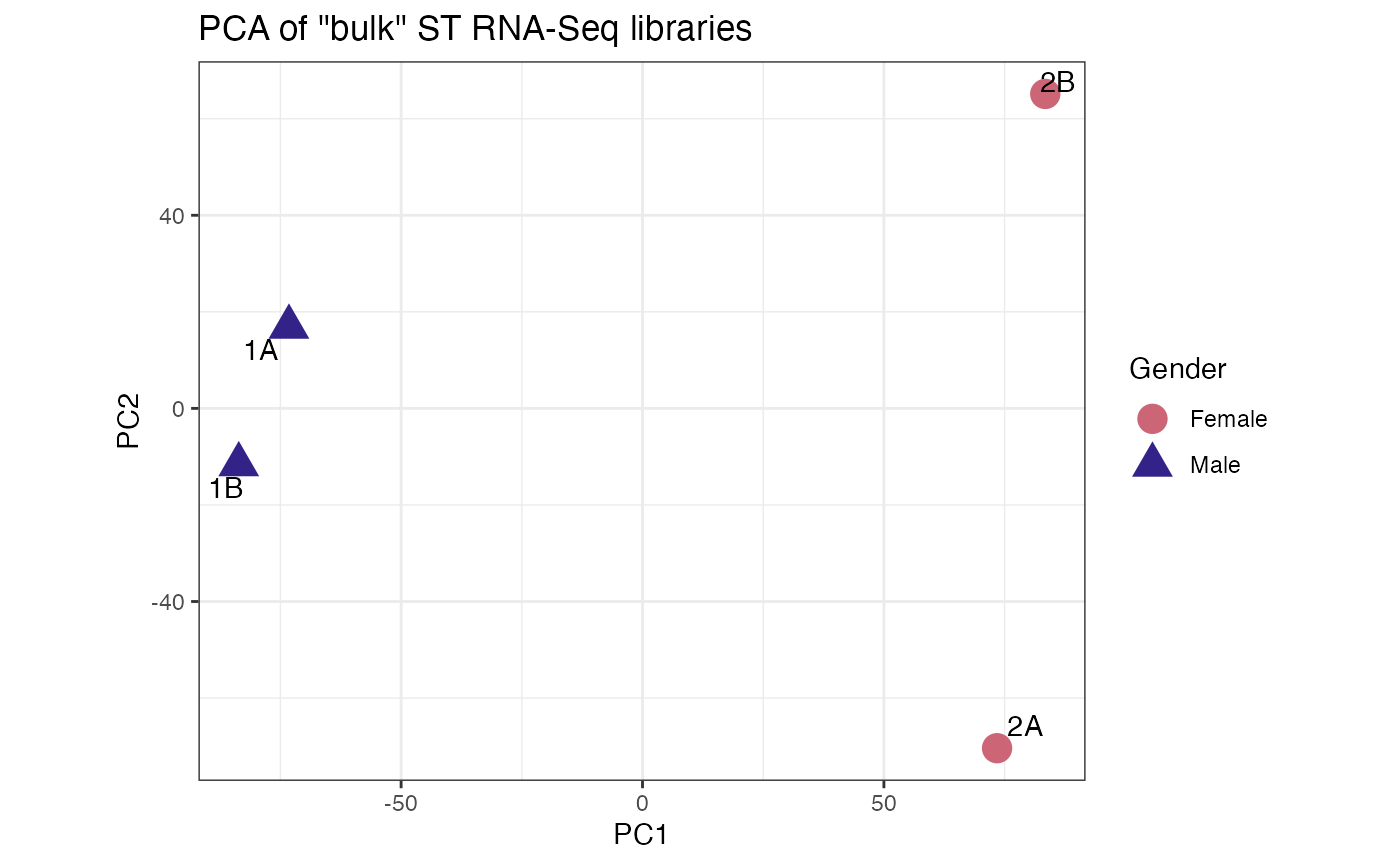 PCA of "bulk" ST RNA-Seq libraries
2B
40
1A
0
1B
-40
2A
-50
0
50
PC1
PC2
Gender
Female
Male